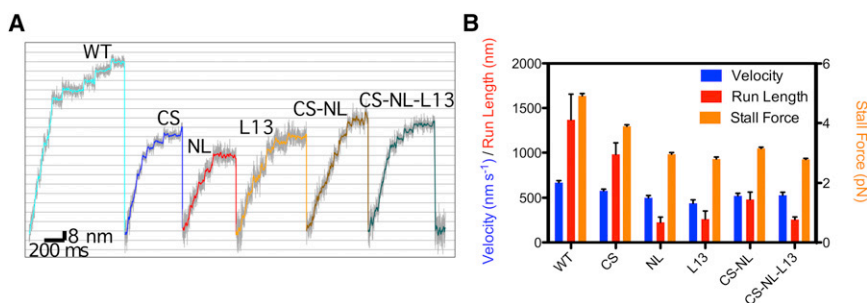 A
WT
CS
NL
L13
CS-NL
CS-NL-L13
8 nm
200 ms
B
Velocity (nm s⁻¹) / Run Length (nm)
2000
1500
1000
500
0
Velocity
Run Length
Stall Force
6
4
2
0
Stall Force (pN)
WT
CS
NL
L13
CS-NL
CS-NL-L13